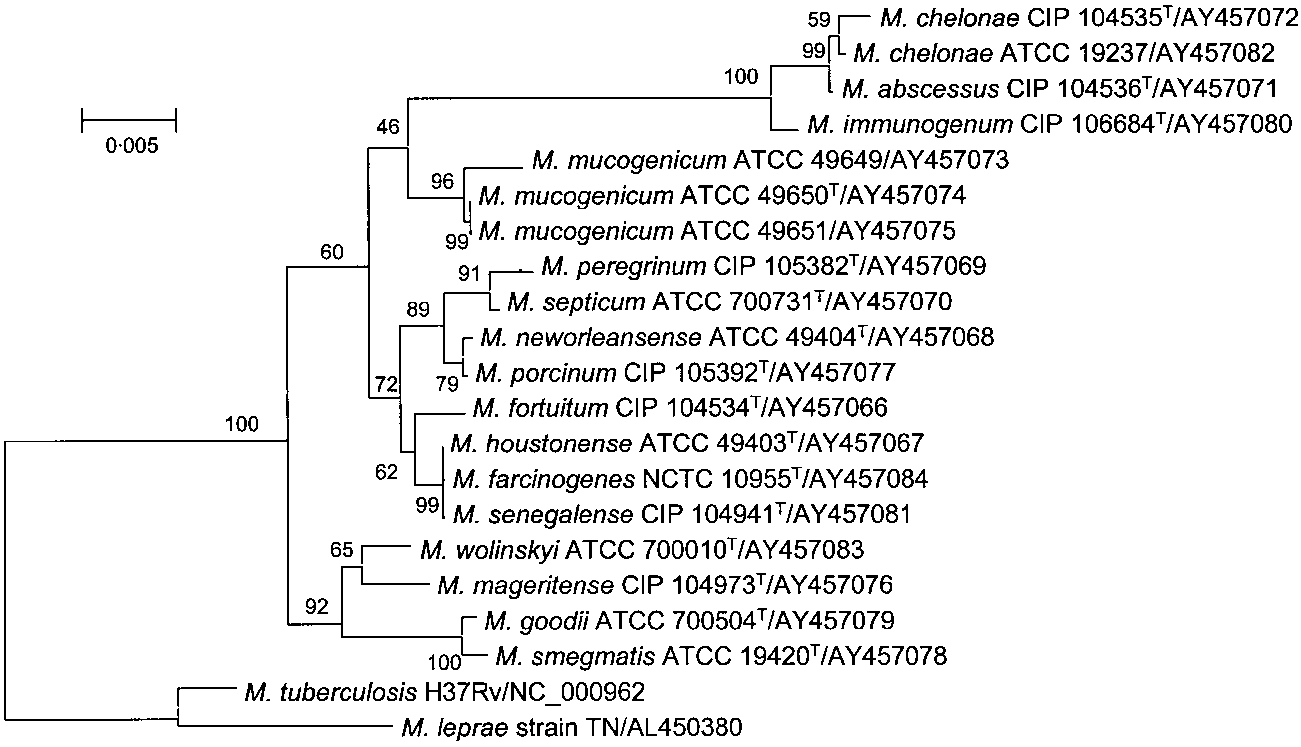 59
M. chelonae CIP 104535T/AY457072
99
M. chelonae ATCC 19237/AY457082
100
M. abscessus CIP 104536T/AY457071
M. immunogenum CIP 106684T/AY457080
0·005
46
M. mucogenicum ATCC 49649/AY457073
96
M. mucogenicum ATCC 49650T/AY457074
99
M. mucogenicum ATCC 49651/AY457075
60
91
M. peregrinum CIP 105382T/AY457069
M. septicum ATCC 700731T/AY457070
89
M. neworleansense ATCC 49404T/AY457068
72
79
M. porcinum CIP 105392T/AY457077
M. fortuitum CIP 104534T/AY457066
100
M. houstonense ATCC 49403T/AY457067
62
M. farcinogenes NCTC 10955T/AY457084
99
M. senegalense CIP 104941T/AY457081
65
M. wolinskyi ATCC 700010T/AY457083
M. mageritense CIP 104973T/AY457076
92
M. goodii ATCC 700504T/AY457079
100
M. smegmatis ATCC 19420T/AY457078
M. tuberculosis H37Rv/NC_000962
M. leprae strain TN/AL450380